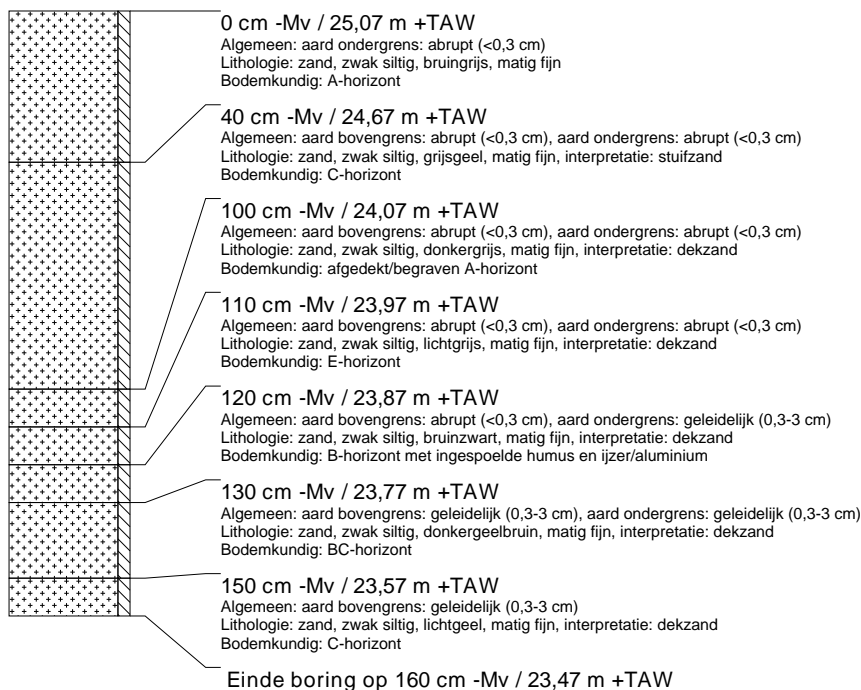 0 cm -Mv / 25,07 m +TAW
Algemeen: aard ondergrens: abrupt (<0,3 cm)
Lithologie: zand, zwak siltig, bruingrijs, matig fijn
Bodemkundig: A-horizont
40 cm -Mv / 24,67 m +TAW
Algemeen: aard bovengrens: abrupt (<0,3 cm), aard ondergrens: abrupt (<0,3 cm)
Lithologie: zand, zwak siltig, grijsgeel, matig fijn, interpretatie: stuifzand
Bodemkundig: C-horizont
100 cm -Mv / 24,07 m +TAW
Algemeen: aard bovengrens: abrupt (<0,3 cm), aard ondergrens: abrupt (<0,3 cm)
Lithologie: zand, zwak siltig, donkergrijs, matig fijn, interpretatie: dekzand
Bodemkundig: afgedekt/begraven A-horizont
110 cm -Mv / 23,97 m +TAW
Algemeen: aard bovengrens: abrupt (<0,3 cm), aard ondergrens: abrupt (<0,3 cm)
Lithologie: zand, zwak siltig, lichtgrijs, matig fijn, interpretatie: dekzand
Bodemkundig: E-horizont
120 cm -Mv / 23,87 m +TAW
Algemeen: aard bovengrens: abrupt (<0,3 cm), aard ondergrens: geleidelijk (0,3-3 cm)
Lithologie: zand, zwak siltig, bruinzwart, matig fijn, interpretatie: dekzand
Bodemkundig: B-horizont met ingespoelde humus en ijzer/aluminium
130 cm -Mv / 23,77 m +TAW
Algemeen: aard bovengrens: geleidelijk (0,3-3 cm), aard ondergrens: geleidelijk (0,3-3 cm)
Lithologie: zand, zwak siltig, donkergeelbruin, matig fijn, interpretatie: dekzand
Bodemkundig: BC-horizont
150 cm -Mv / 23,57 m +TAW
Algemeen: aard bovengrens: geleidelijk (0,3-3 cm)
Lithologie: zand, zwak siltig, lichtgeel, matig fijn, interpretatie: dekzand
Bodemkundig: C-horizont
Einde boring op 160 cm -Mv / 23,47 m +TAW